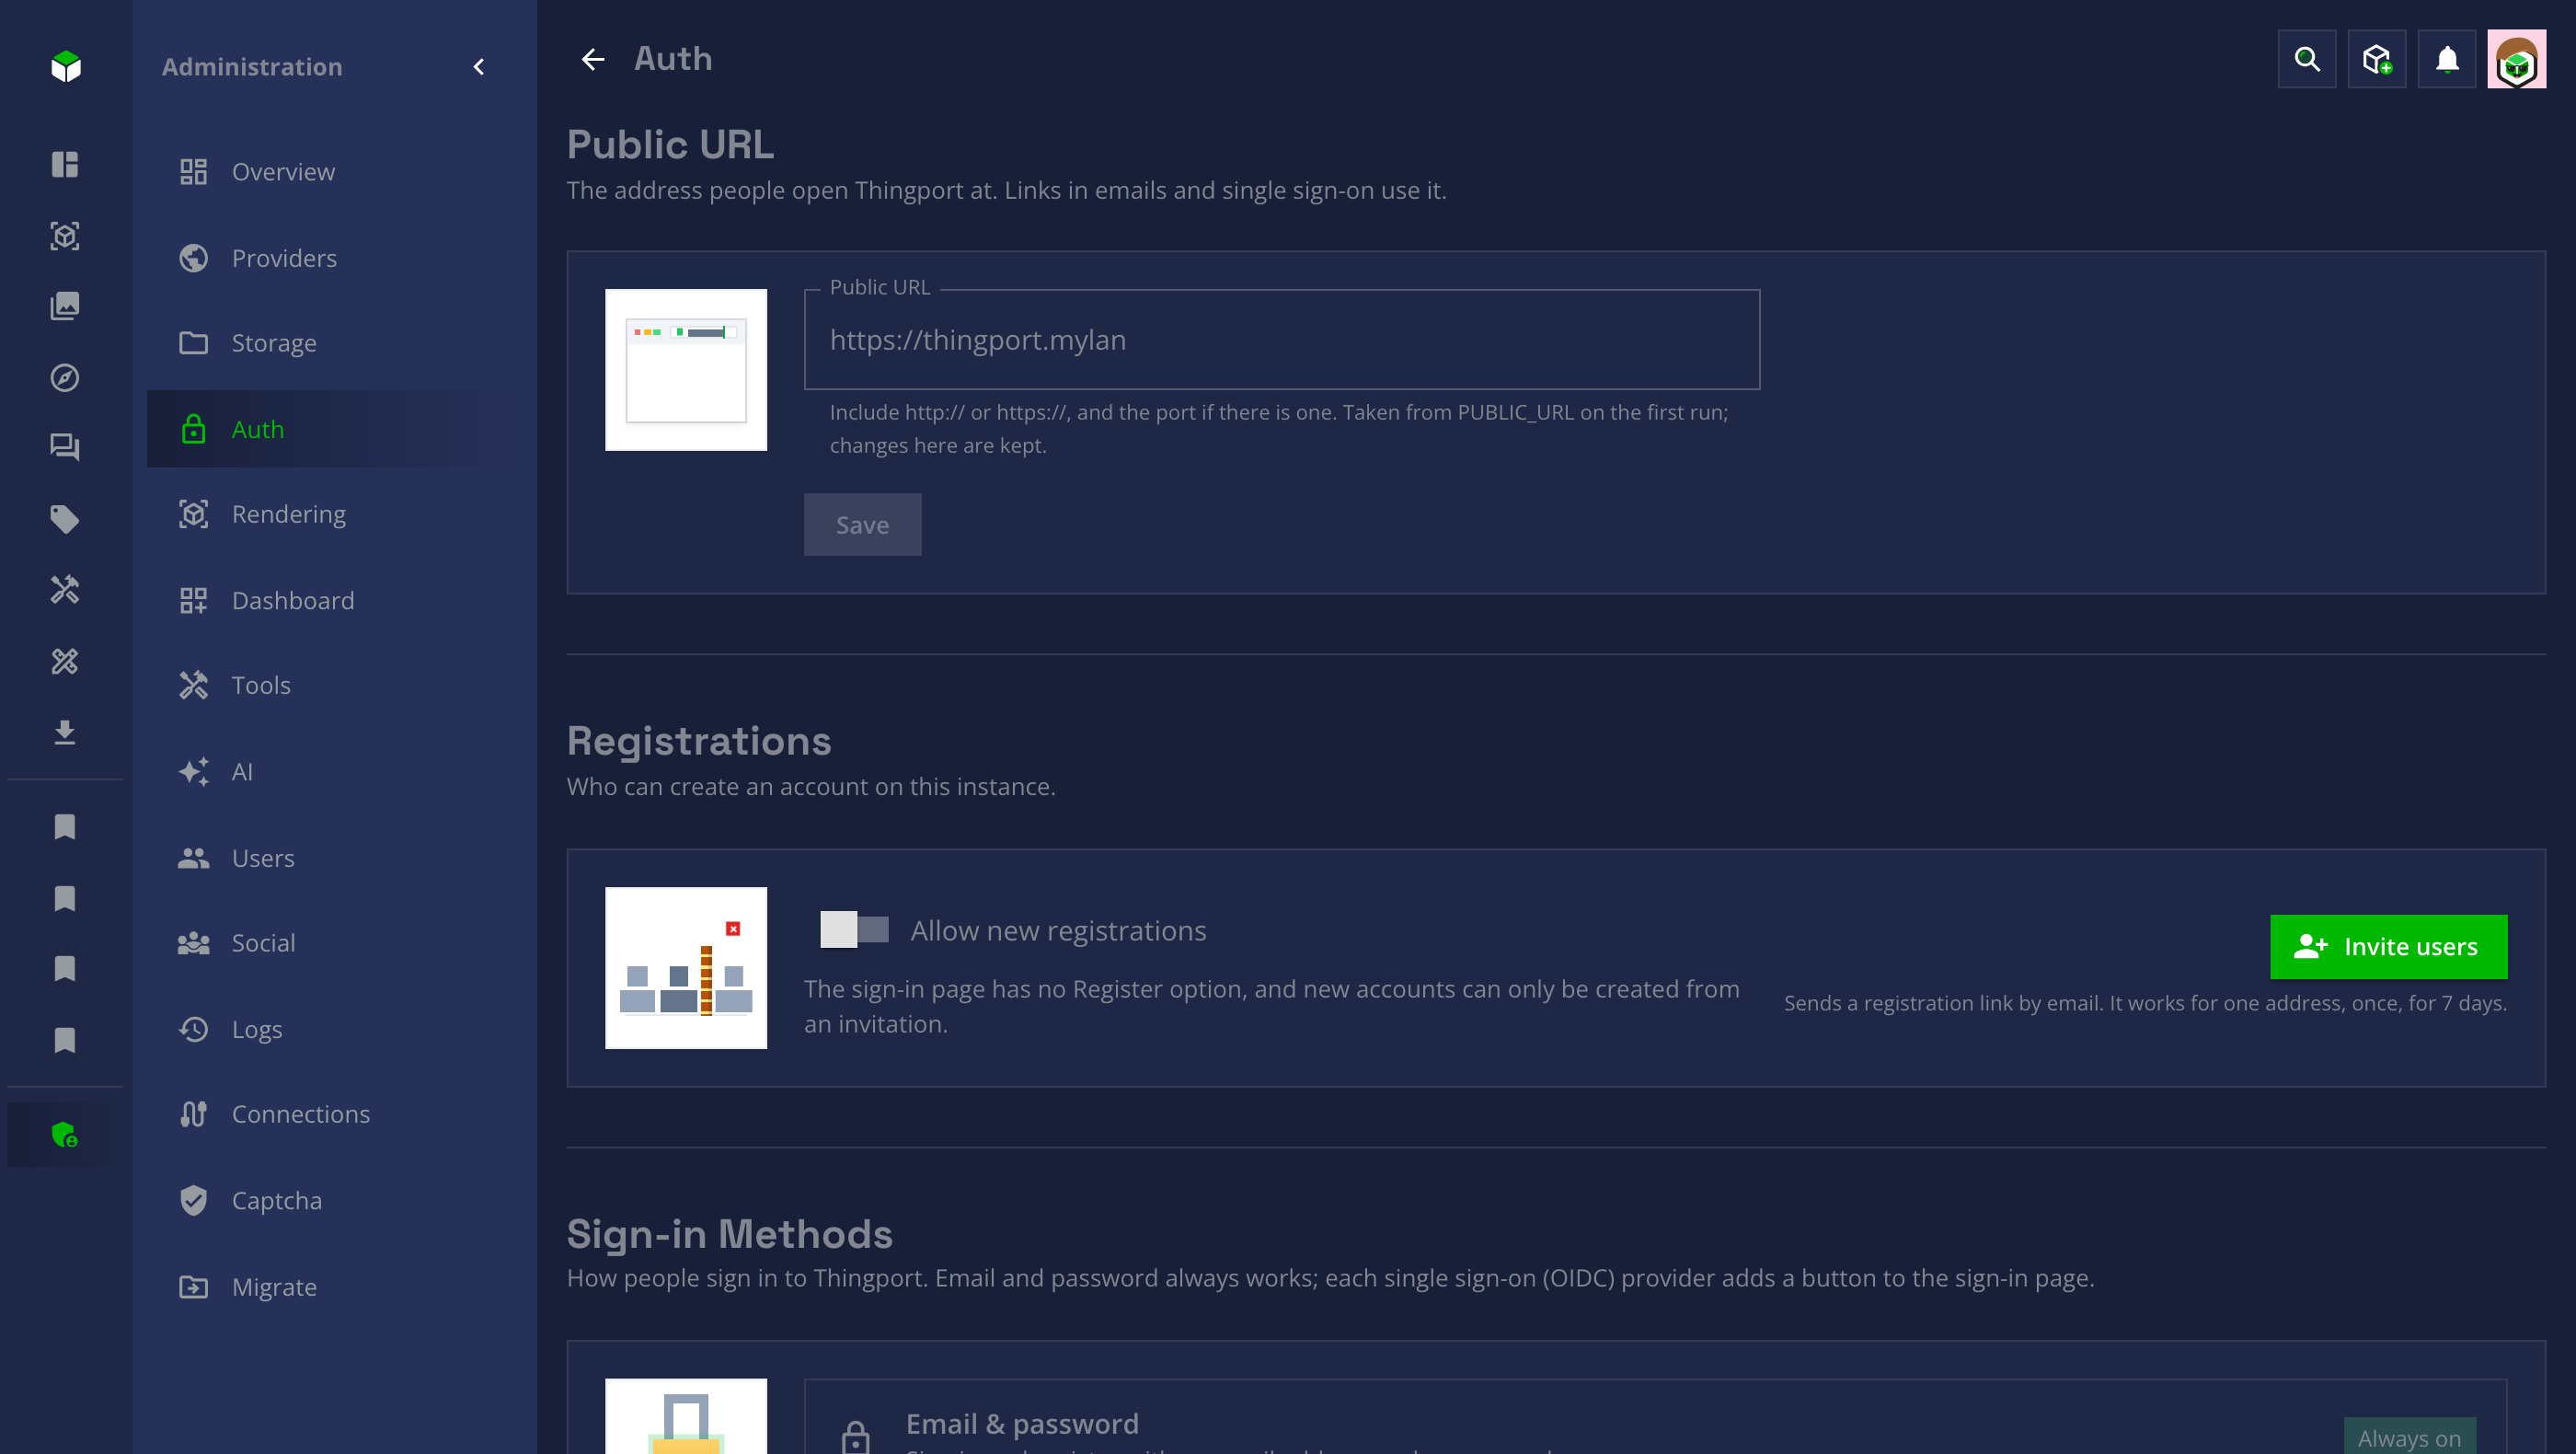 Administration
Overview
Providers
Storage
Auth
Rendering
Dashboard
Tools
AI
Users
Social
Logs
Connections
Captcha
Migrate
Auth
Public URL
The address people open Thingport at. Links in emails and single sign-on use it.
Public URL
https://thingport.mylan
Include http:// or https://, and the port if there is one. Taken from PUBLIC_URL on the first run;
changes here are kept.
Save
Registrations
Who can create an account on this instance.
Allow new registrations
The sign-in page has no Register option, and new accounts can only be created from
an invitation.
Invite users
Sends a registration link by email. It works for one address, once, for 7 days.
Sign-in Methods
How people sign in to Thingport. Email and password always works; each single sign-on (OIDC) provider adds a button to the sign-in page.
Email & password
Always on